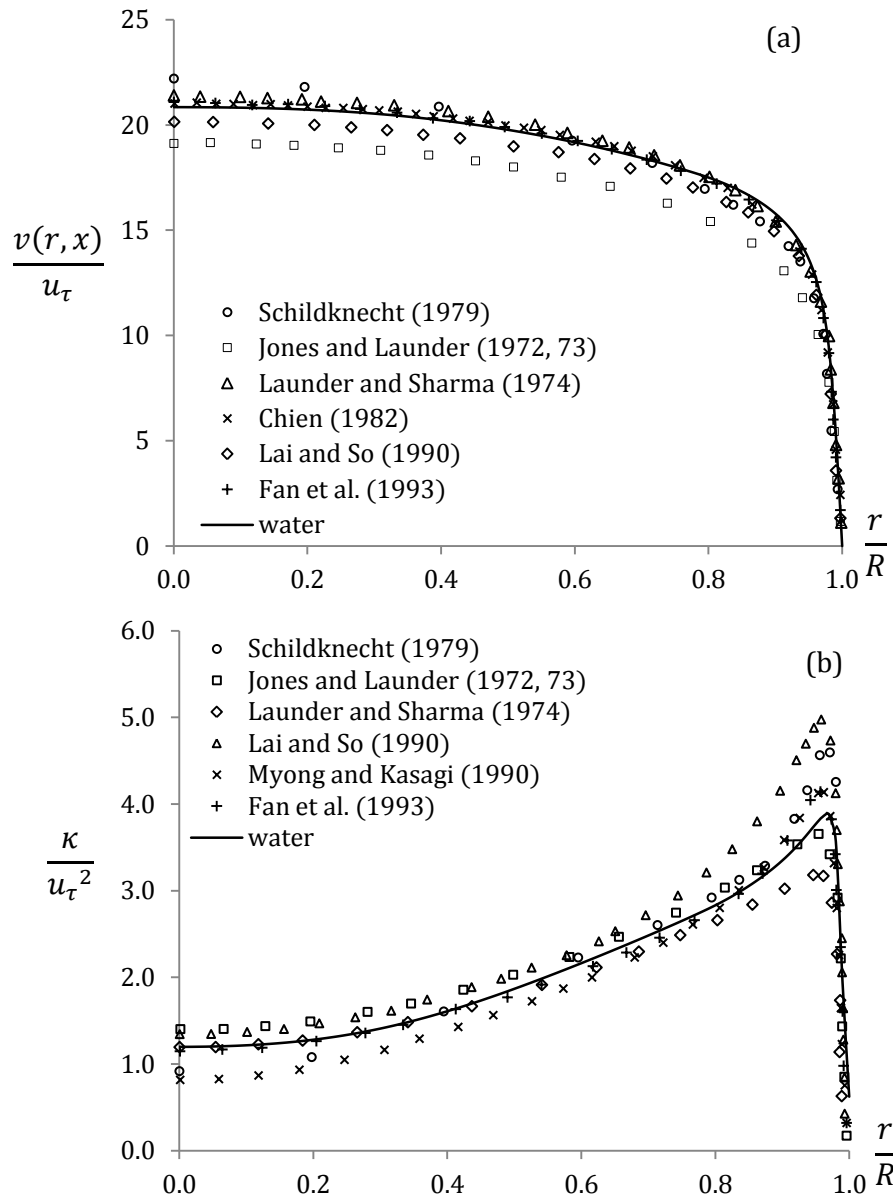 25
20
15
10
5
0
0.0 0.2 0.4 0.6 0.8 1.0
(a)
v(r, x)
u_τ
Schildknecht (1979)
Jones and Launder (1972, 73)
Launder and Sharma (1974)
Chien (1982)
Lai and So (1990)
Fan et al. (1993)
water
r
R
6.0
5.0
4.0
3.0
2.0
1.0
0.0
0.0 0.2 0.4 0.6 0.8 1.0
(b)
κ
u_τ²
Schildknecht (1979)
Jones and Launder (1972, 73)
Launder and Sharma (1974)
Lai and So (1990)
Myong and Kasagi (1990)
Fan et al. (1993)
water
r
R